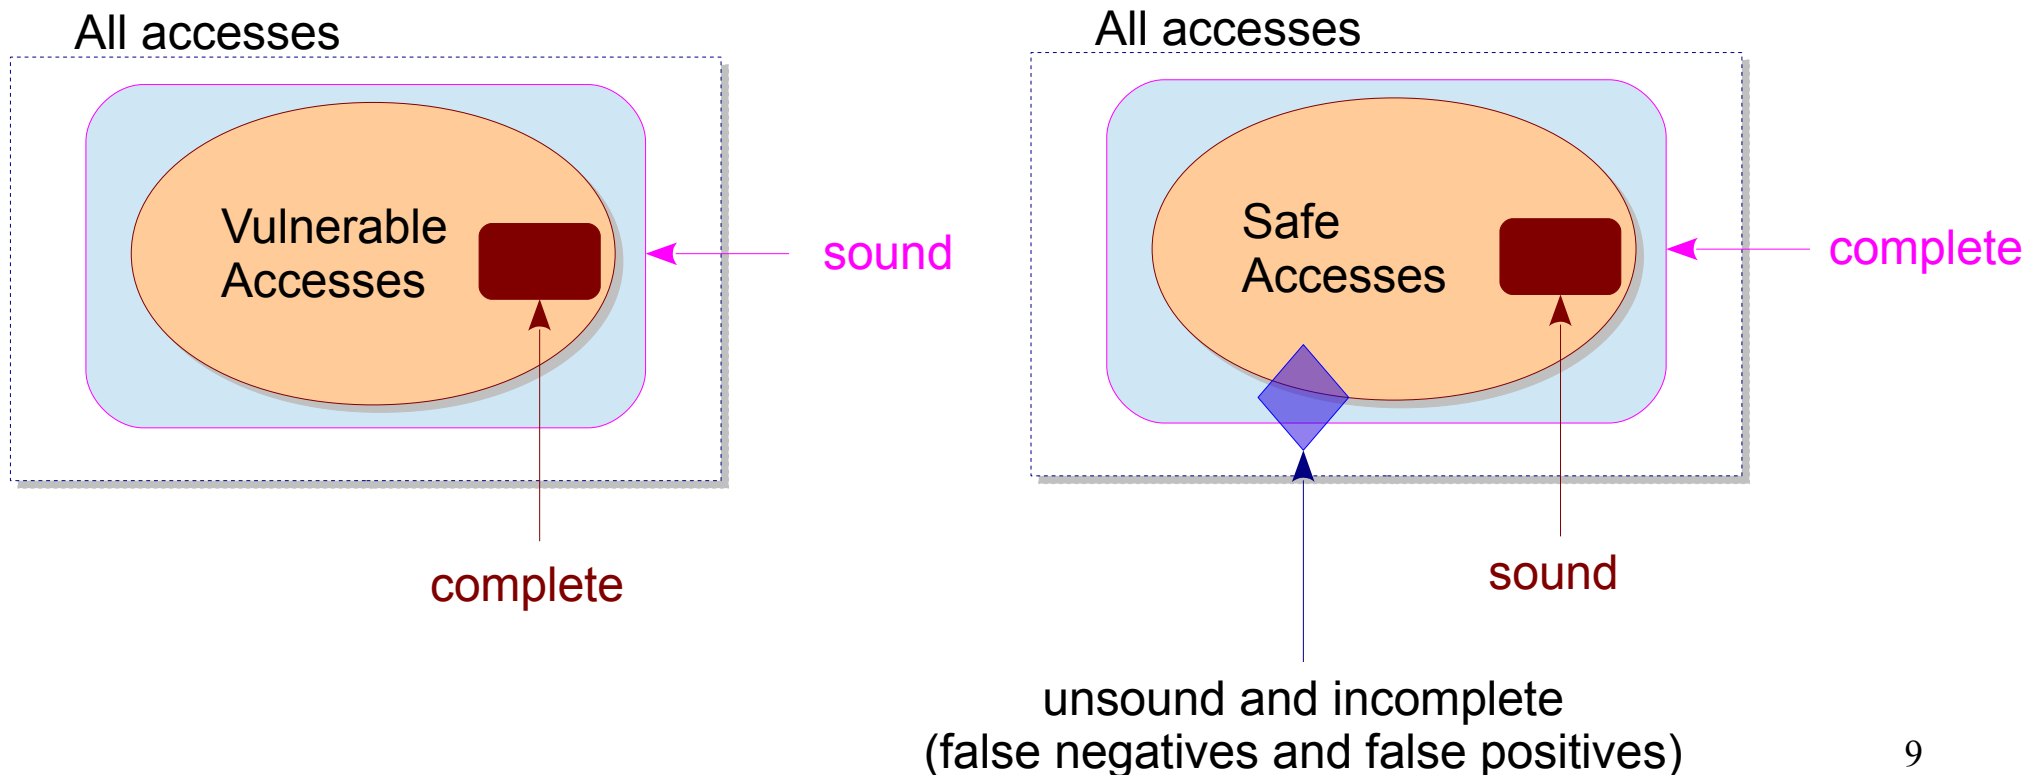 All accesses
Vulnerable
Accesses
sound
complete
All accesses
Safe
Accesses
complete
sound
unsound and incomplete
(false negatives and false positives)
9